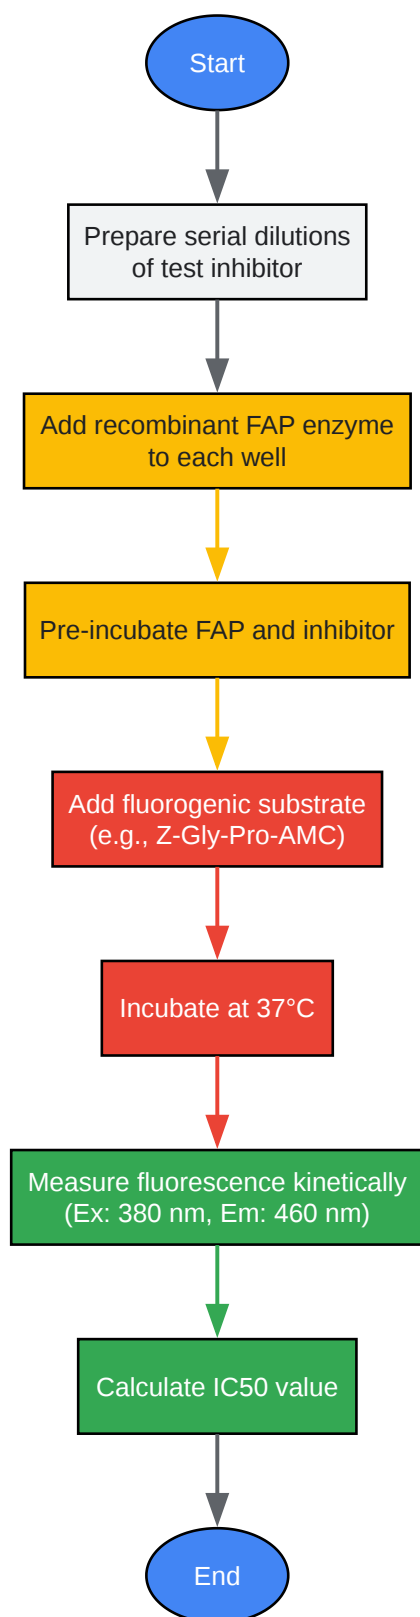 Start
Prepare serial dilutions
of test inhibitor
Add recombinant FAP enzyme
to each well
Pre-incubate FAP and inhibitor
Add fluorogenic substrate
(e.g., Z-Gly-Pro-AMC)
Incubate at 37°C
Measure fluorescence kinetically
(Ex: 380 nm, Em: 460 nm)
Calculate IC50 value
End